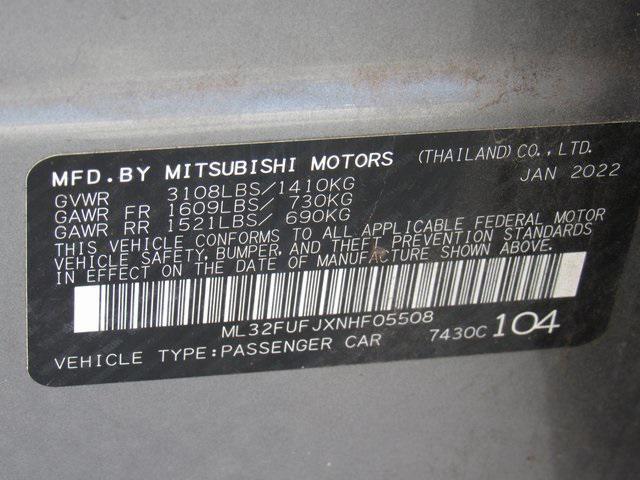 MFD.BY MITSUBISHI MOTORS (THAILAND) CO., LTD.
GVWR 3108LBS/1410KG JAN 2022
GAWR FR 1609LBS/ 730KG
GAWR RR 1521LBS/ 690KG
THIS VEHICLE CONFORMS TO ALL APPLICABLE FEDERAL MOTOR
VEHICLE SAFETY, BUMPER, AND THEFT PREVENTION STANDARDS
IN EFFECT ON THE DATE OF MANUFACTURE SHOWN ABOVE.
ML32FUFJXNHF05508
VEHICLE TYPE:PASSENGER CAR 7430C 104